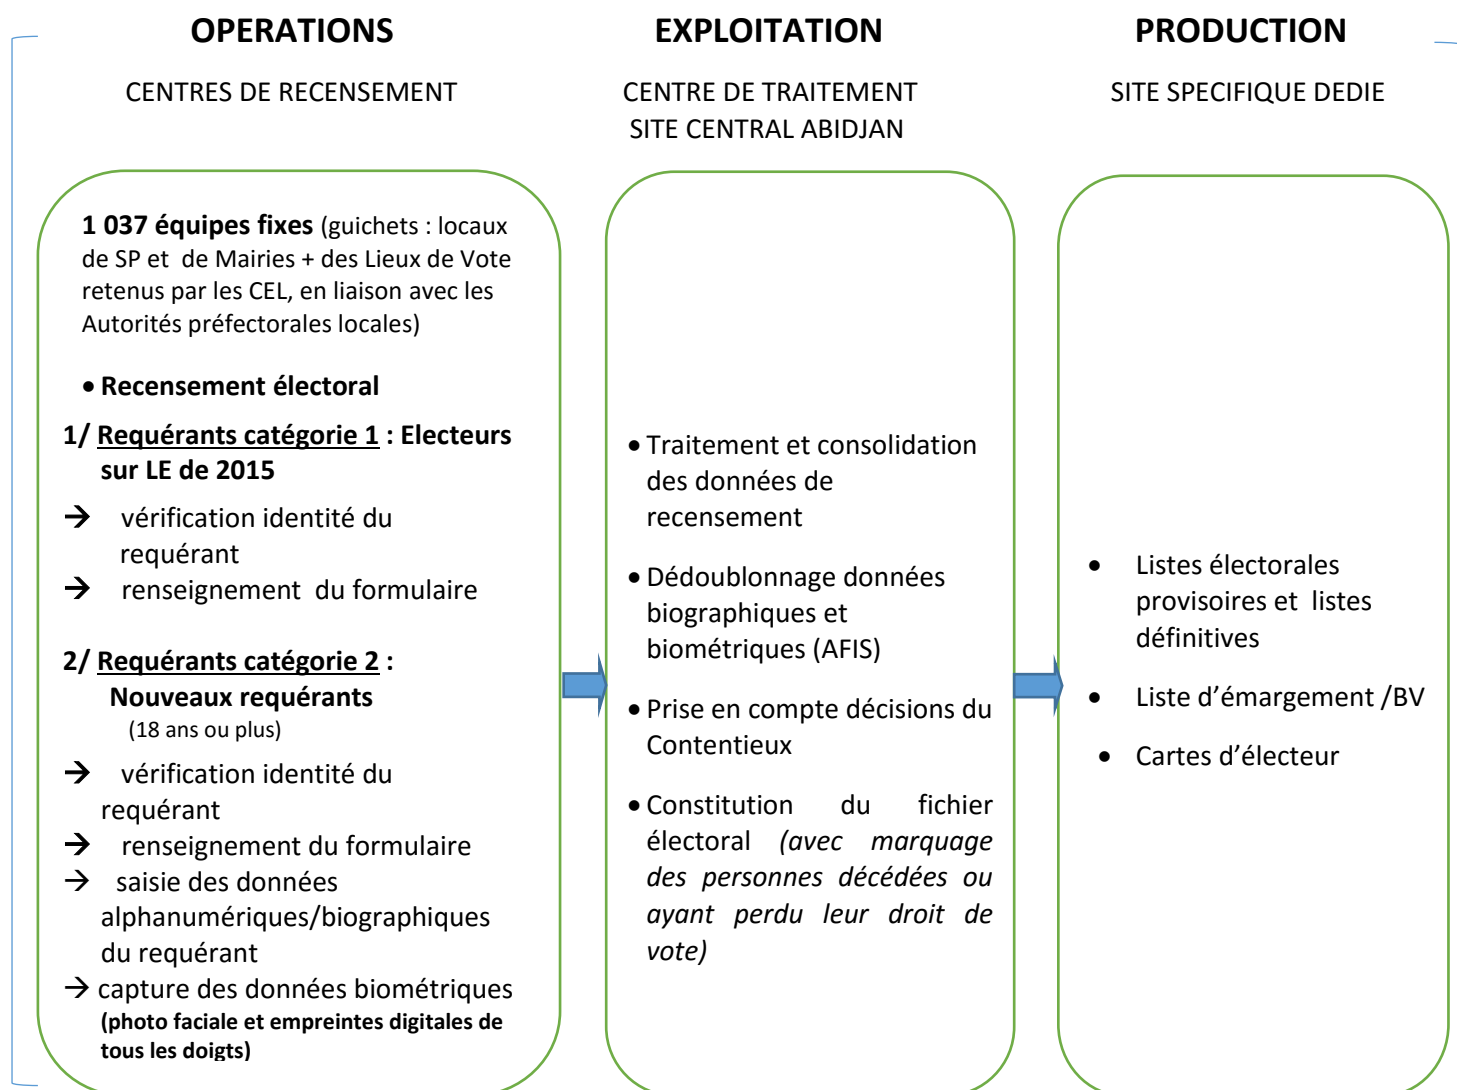 OPERATIONS
CENTRES DE RECENSEMENT
1 037 équipes fixes (guichets : locaux
de SP et de Mairies + des Lieux de Vote
retenus par les CEL, en liaison avec les
Autorités préfectorales locales)
• Recensement électoral
1/ Requérants catégorie 1 : Electeurs
sur LE de 2015
→ vérification identité du
requérant
→ renseignement du formulaire
2/ Requérants catégorie 2 :
Nouveaux requérants
(18 ans ou plus)
→ vérification identité du
requérant
→ renseignement du formulaire
→ saisie des données
alphanumériques/biographiques
du requérant
→ capture des données biométriques
(photo faciale et empreintes digitales de
tous les doigts)
EXPLOITATION
CENTRE DE TRAITEMENT
SITE CENTRAL ABIDJAN
• Traitement et consolidation
des données de
recensement
• Dédoublonnage données
biographiques et
biométriques (AFIS)
• Prise en compte décisions du
Contentieux
• Constitution du fichier
électoral (avec marquage
des personnes décédées ou
ayant perdu leur droit de
vote)
PRODUCTION
SITE SPECIFIQUE DEDIE
• Listes électorales
provisoires et listes
définitives
• Liste d’émargement /BV
• Cartes d’électeur